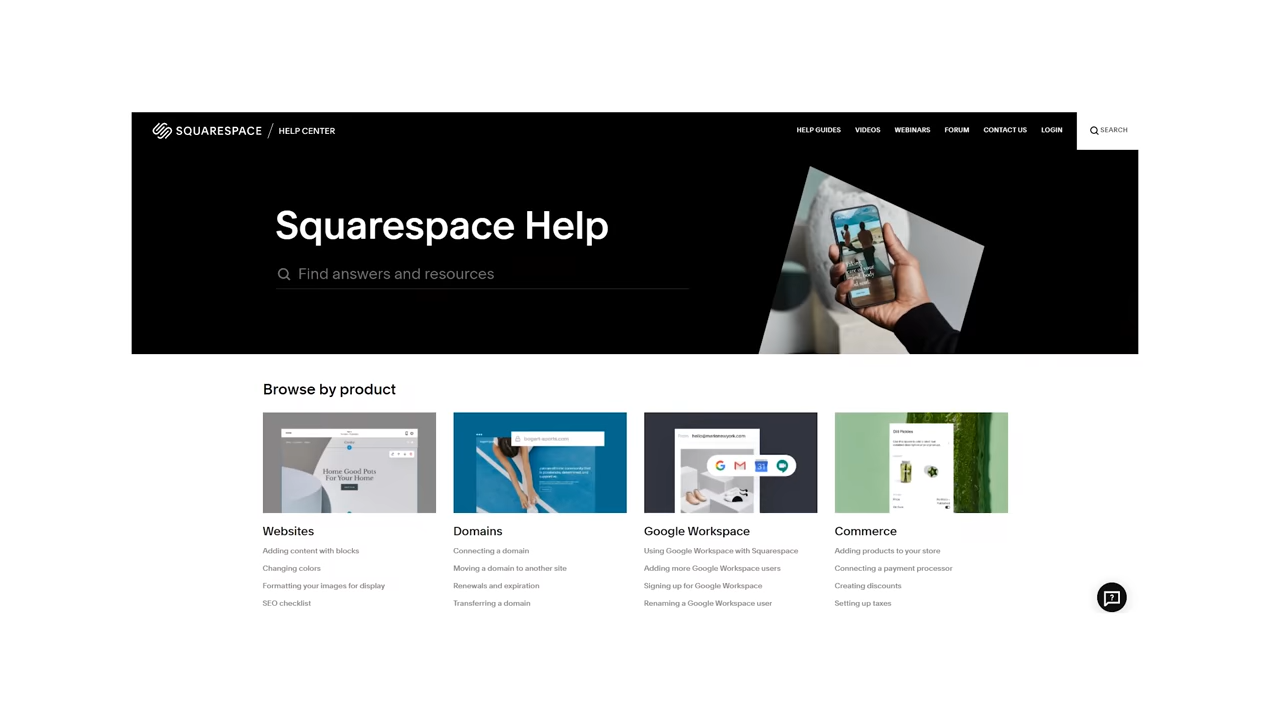 SQUARESPACE / HELP CENTER
HELP GUIDES VIDEOS WEBINARS FORUM CONTACT US LOGIN SEARCH
Squarespace Help
Find answers and resources
Browse by product
Home Good Pots
For Your Home
Websites
Adding content with blocks
Changing colors
Formatting your images for display
SEO checklist
Domains
Connecting a domain
Moving a domain to another site
Renewals and expiration
Transferring a domain
Google Workspace
Using Google Workspace with Squarespace
Adding more Google Workspace users
Signing up for Google Workspace
Renaming a Google Workspace user
Commerce
Adding products to your store
Connecting a payment processor
Creating discounts
Setting up taxes